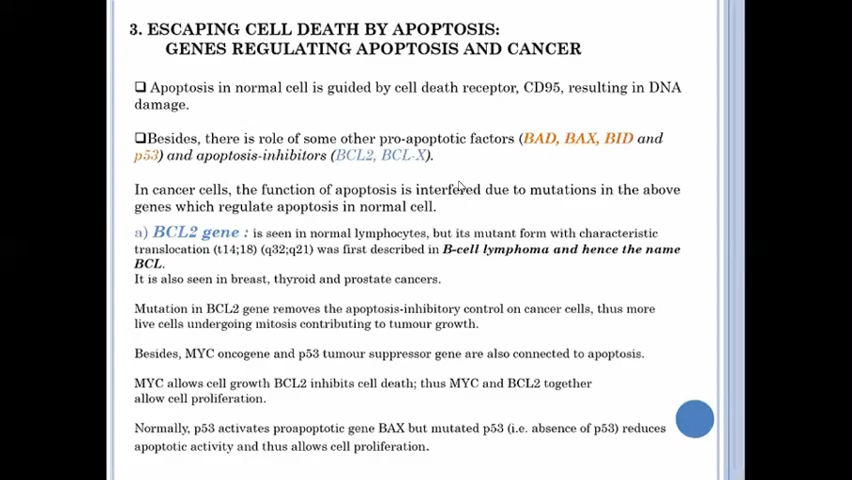 3. ESCAPING CELL DEATH BY APOPTOSIS:
GENES REGULATING APOPTOSIS AND CANCER
❑ Apoptosis in normal cell is guided by cell death receptor, CD95, resulting in DNA
damage.
❑Besides, there is role of some other pro-apoptotic factors (BAD, BAX, BID and
p53) and apoptosis-inhibitors (BCL2, BCL-X).
In cancer cells, the function of apoptosis is interfered due to mutations in the above
genes which regulate apoptosis in normal cell.
a) BCL2 gene : is seen in normal lymphocytes, but its mutant form with characteristic
translocation (t14;18) (q32;q21) was first described in B-cell lymphoma and hence the name
BCL.
It is also seen in breast, thyroid and prostate cancers.
Mutation in BCL2 gene removes the apoptosis-inhibitory control on cancer cells, thus more
live cells undergoing mitosis contributing to tumour growth.
Besides, MYC oncogene and p53 tumour suppressor gene are also connected to apoptosis.
MYC allows cell growth BCL2 inhibits cell death; thus MYC and BCL2 together
allow cell proliferation.
Normally, p53 activates proapoptotic gene BAX but mutated p53 (i.e. absence of p53) reduces
apoptotic activity and thus allows cell proliferation.